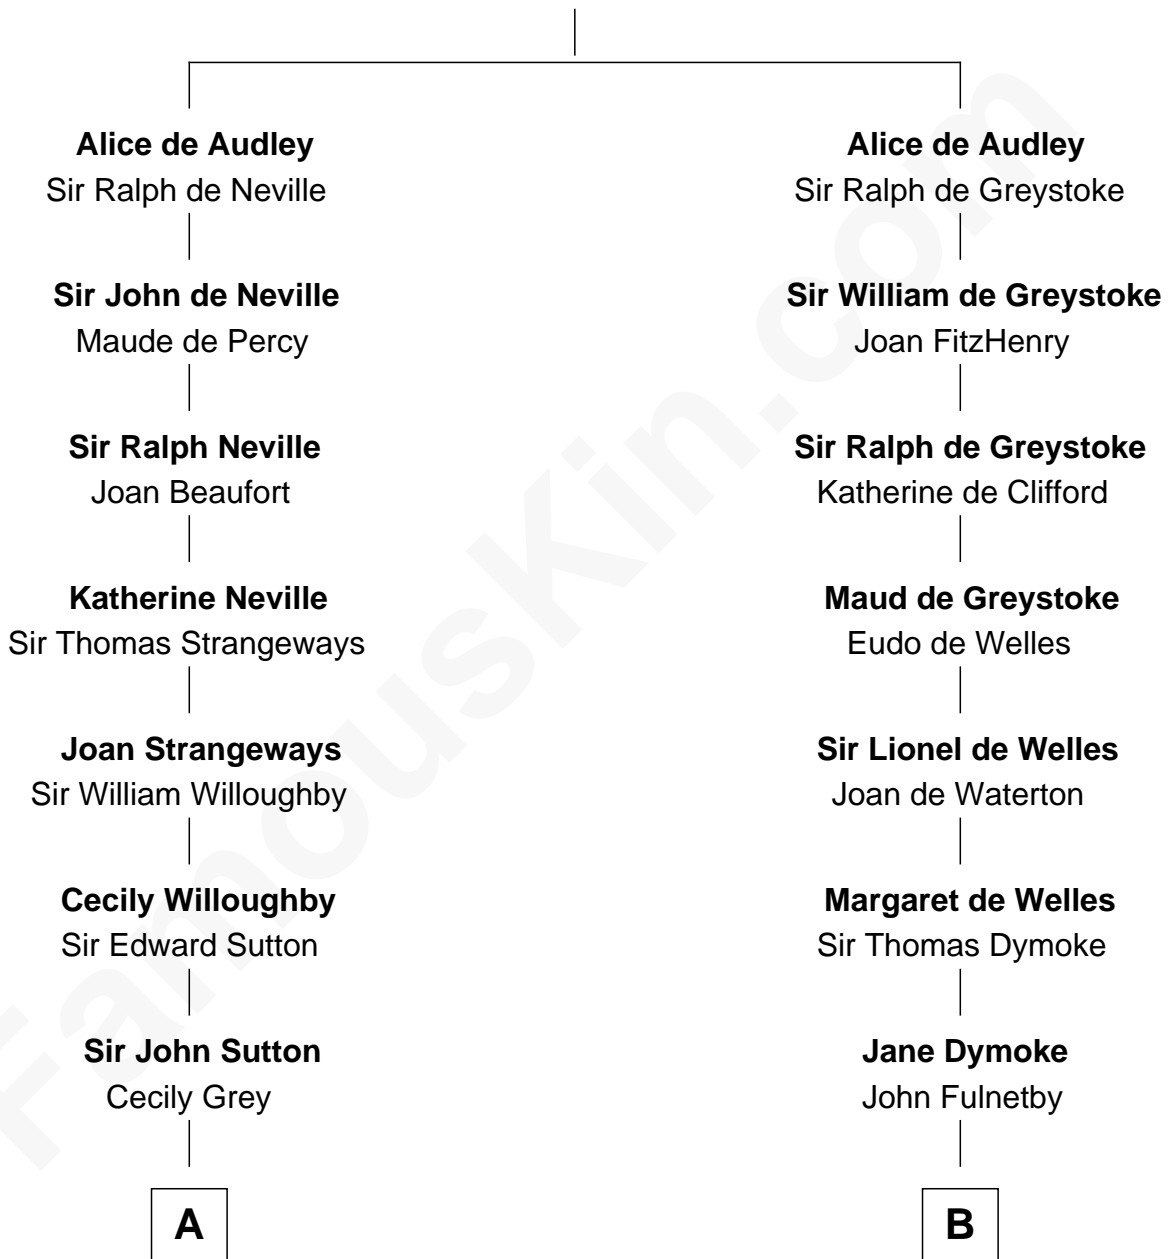 Alice de Audley
Sir Ralph de Neville
Sir John de Neville
Maude de Percy
Sir Ralph Neville
Joan Beaufort
Katherine Neville
Sir Thomas Strangeways
Joan Strangeways
Sir William Willoughby
Cecily Willoughby
Sir Edward Sutton
Sir John Sutton
Cecily Grey
A
Alice de Audley
Sir Ralph de Greystoke
Sir William de Greystoke
Joan FitzHenry
Sir Ralph de Greystoke
Katherine de Clifford
Maud de Greystoke
Eudo de Welles
Sir Lionel de Welles
Joan de Waterton
Margaret de Welles
Sir Thomas Dymoke
Jane Dymoke
John Fulnetby
B
FamousKin.com